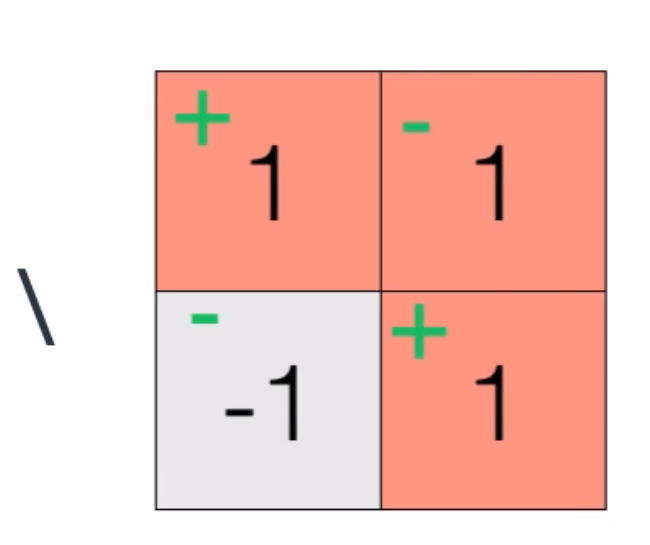 + 1 - 1
\
- -1 + 1